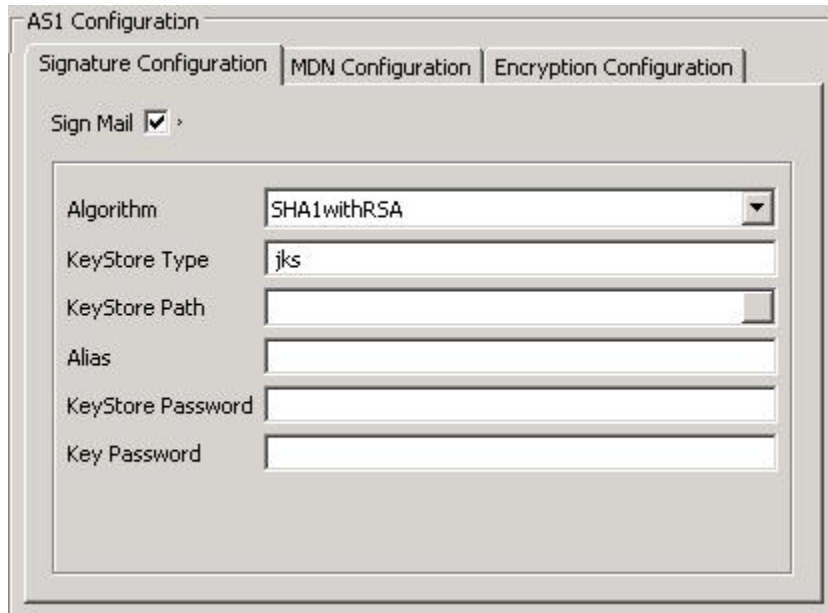 AS1 Configuration
Signature Configuration MDN Configuration Encryption Configuration
Sign Mail
Algorithm SHA1withRSA
KeyStore Type jks
KeyStore Path
Alias
KeyStore Password
Key Password